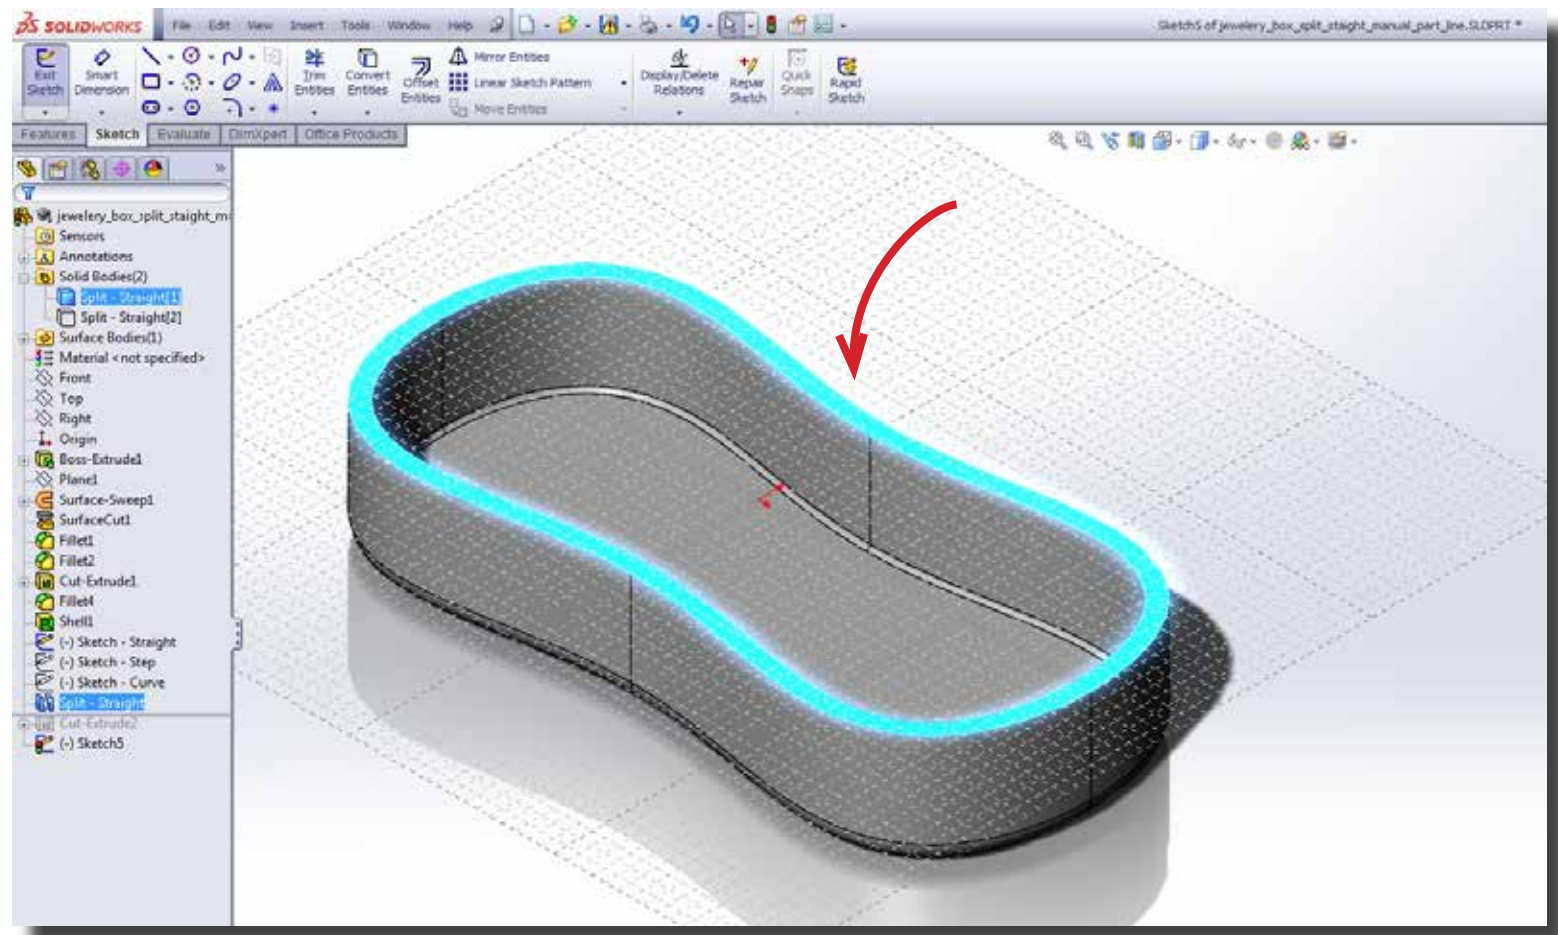 SOLIDWORKS File Edit View Insert Tools Window Help Sketch5 of jewelery_box_split_staight_manual_part_line.SLDPRT *
Exit Sketch
Smart Dimension
Trim Entities
Convert Entities
Offset Entities
Mirror Entities
Linear Sketch Pattern
Move Entities
Display/Delete Relations
Repair Sketch
Quick Snaps
Rapid Sketch
Features Sketch Evaluate DimXpert Office Products
jewelery_box_split_staight_m
Sensors
Annotations
Solid Bodies(2)
Split - Straight[1]
Split - Straight[2]
Surface Bodies(1)
Material <not specified>
Front
Top
Right
Origin
Boss-Extrude1
Plane1
Surface-Sweep1
SurfaceCut1
Fillet1
Fillet2
Cut-Extrude1
Fillet4
Shell1
(-) Sketch - Straight
(-) Sketch - Step
(-) Sketch - Curve
Split - Straight
Cut-Extrude2
(-) Sketch5